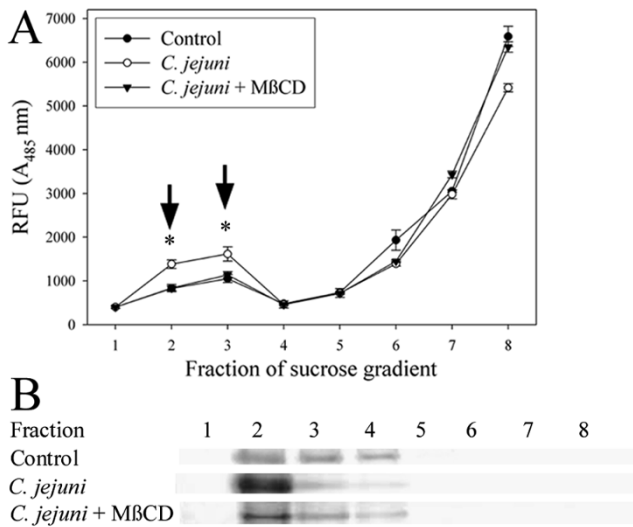 A
7000
6000
5000
4000
3000
2000
1000
0
RFU (A485 nm)
Control
C. jejuni
C. jejuni + MßCD
* *
1 2 3 4 5 6 7 8
Fraction of sucrose gradient
B
Fraction 1 2 3 4 5 6 7 8
Control
C. jejuni
C. jejuni + MßCD